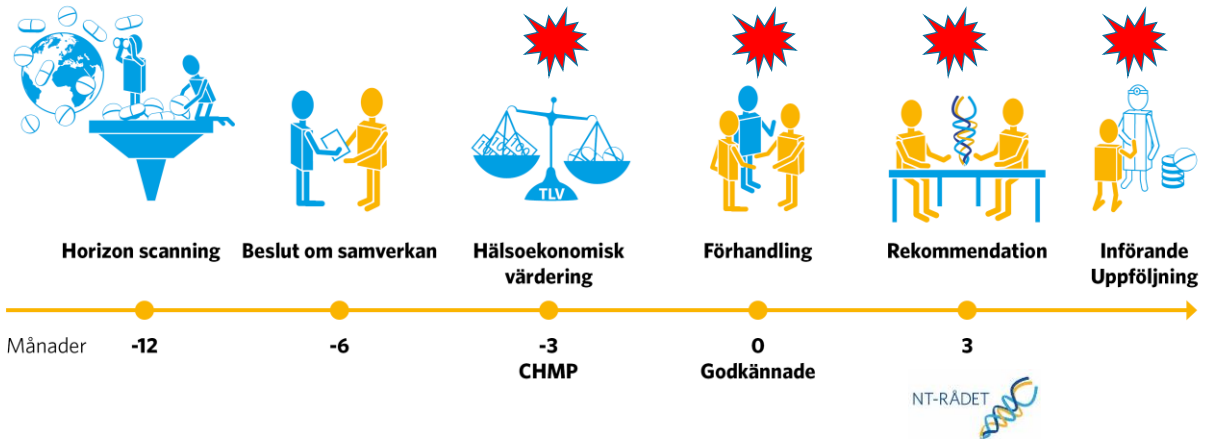 TLV
Horizon scanning
Beslut om samverkan
Hälsoekonomisk
värdering
Förhandling
Rekommendation
Införande
Uppföljning
Månader
-12
-6
-3
CHMP
0
Godkännade
3
NT-RÅDET